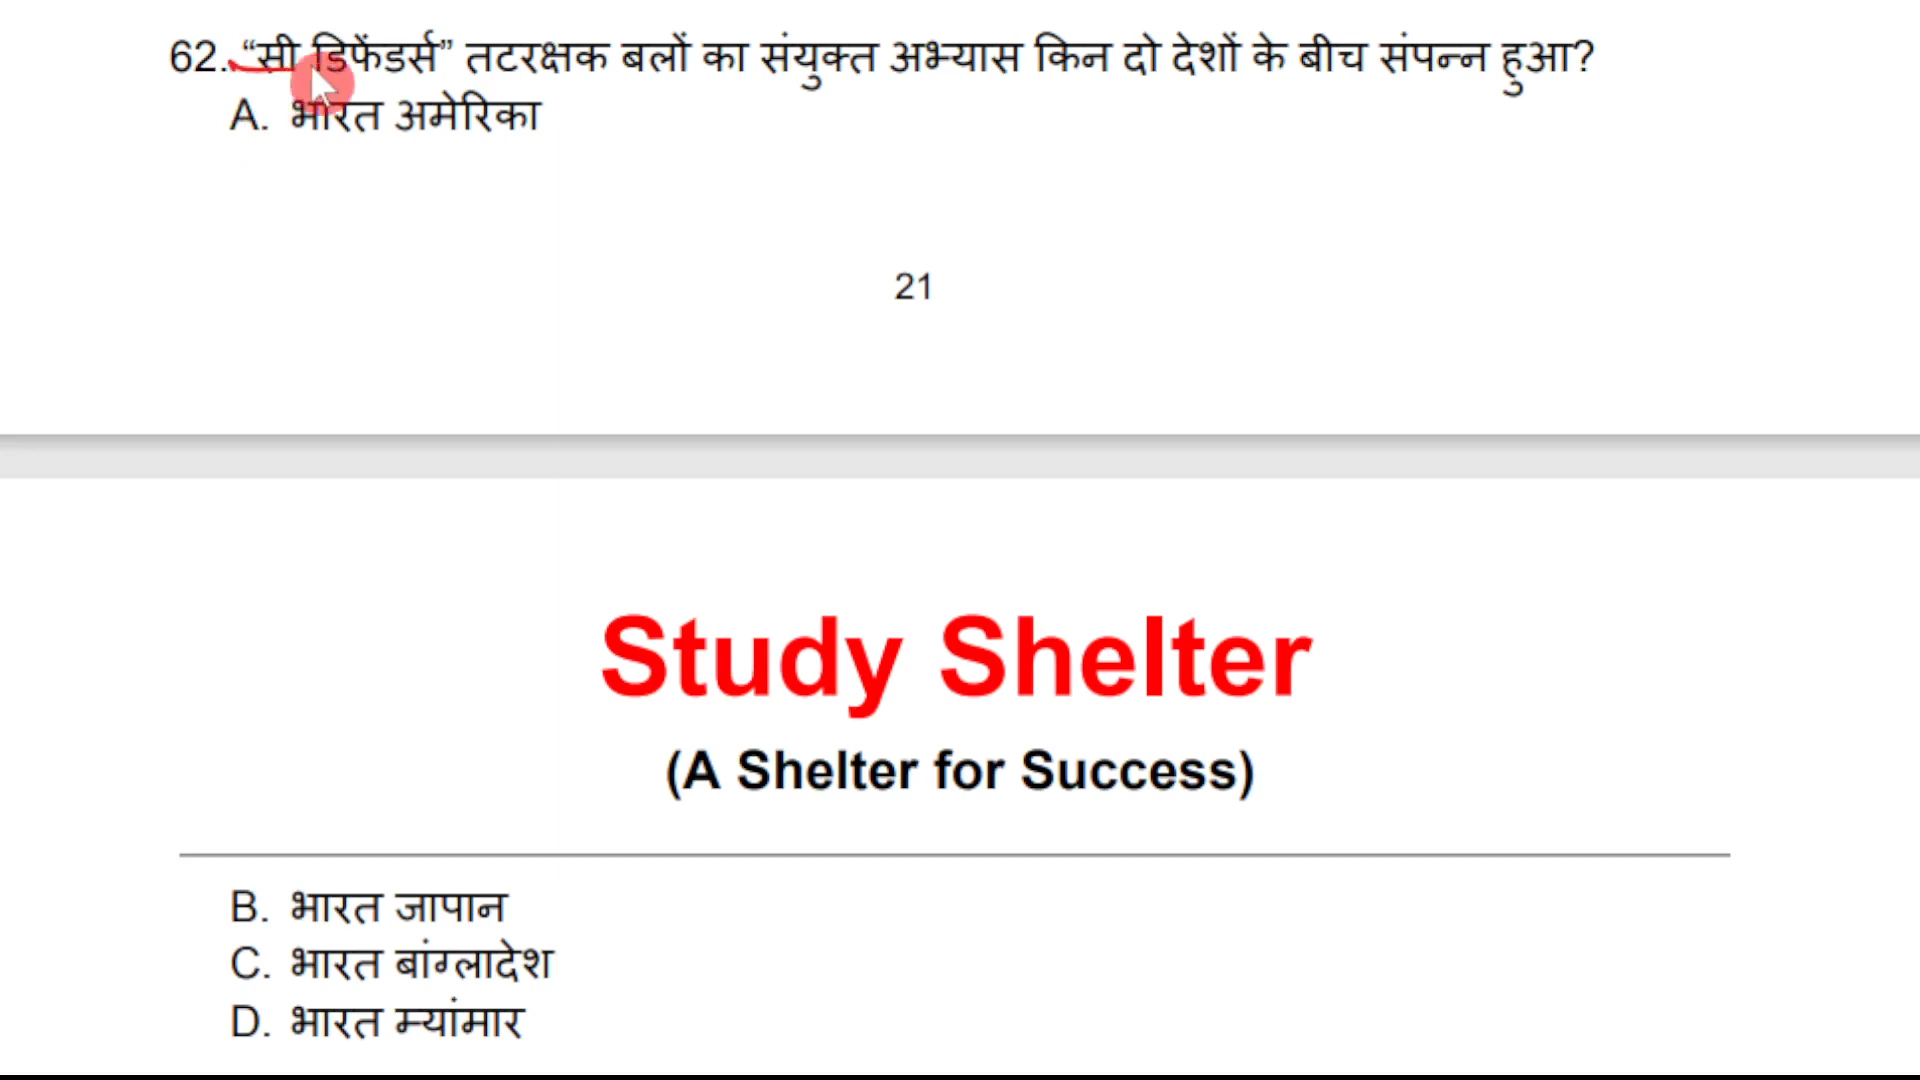 62. “सी डिफेंडर्स” तटरक्षक बलों का संयुक्त अभ्यास किन दो देशों के बीच संपन्न हुआ?
A. भारत अमेरिका
21
Study Shelter
(A Shelter for Success)
B. भारत जापान
C. भारत बांग्लादेश
D. भारत म्यांमार